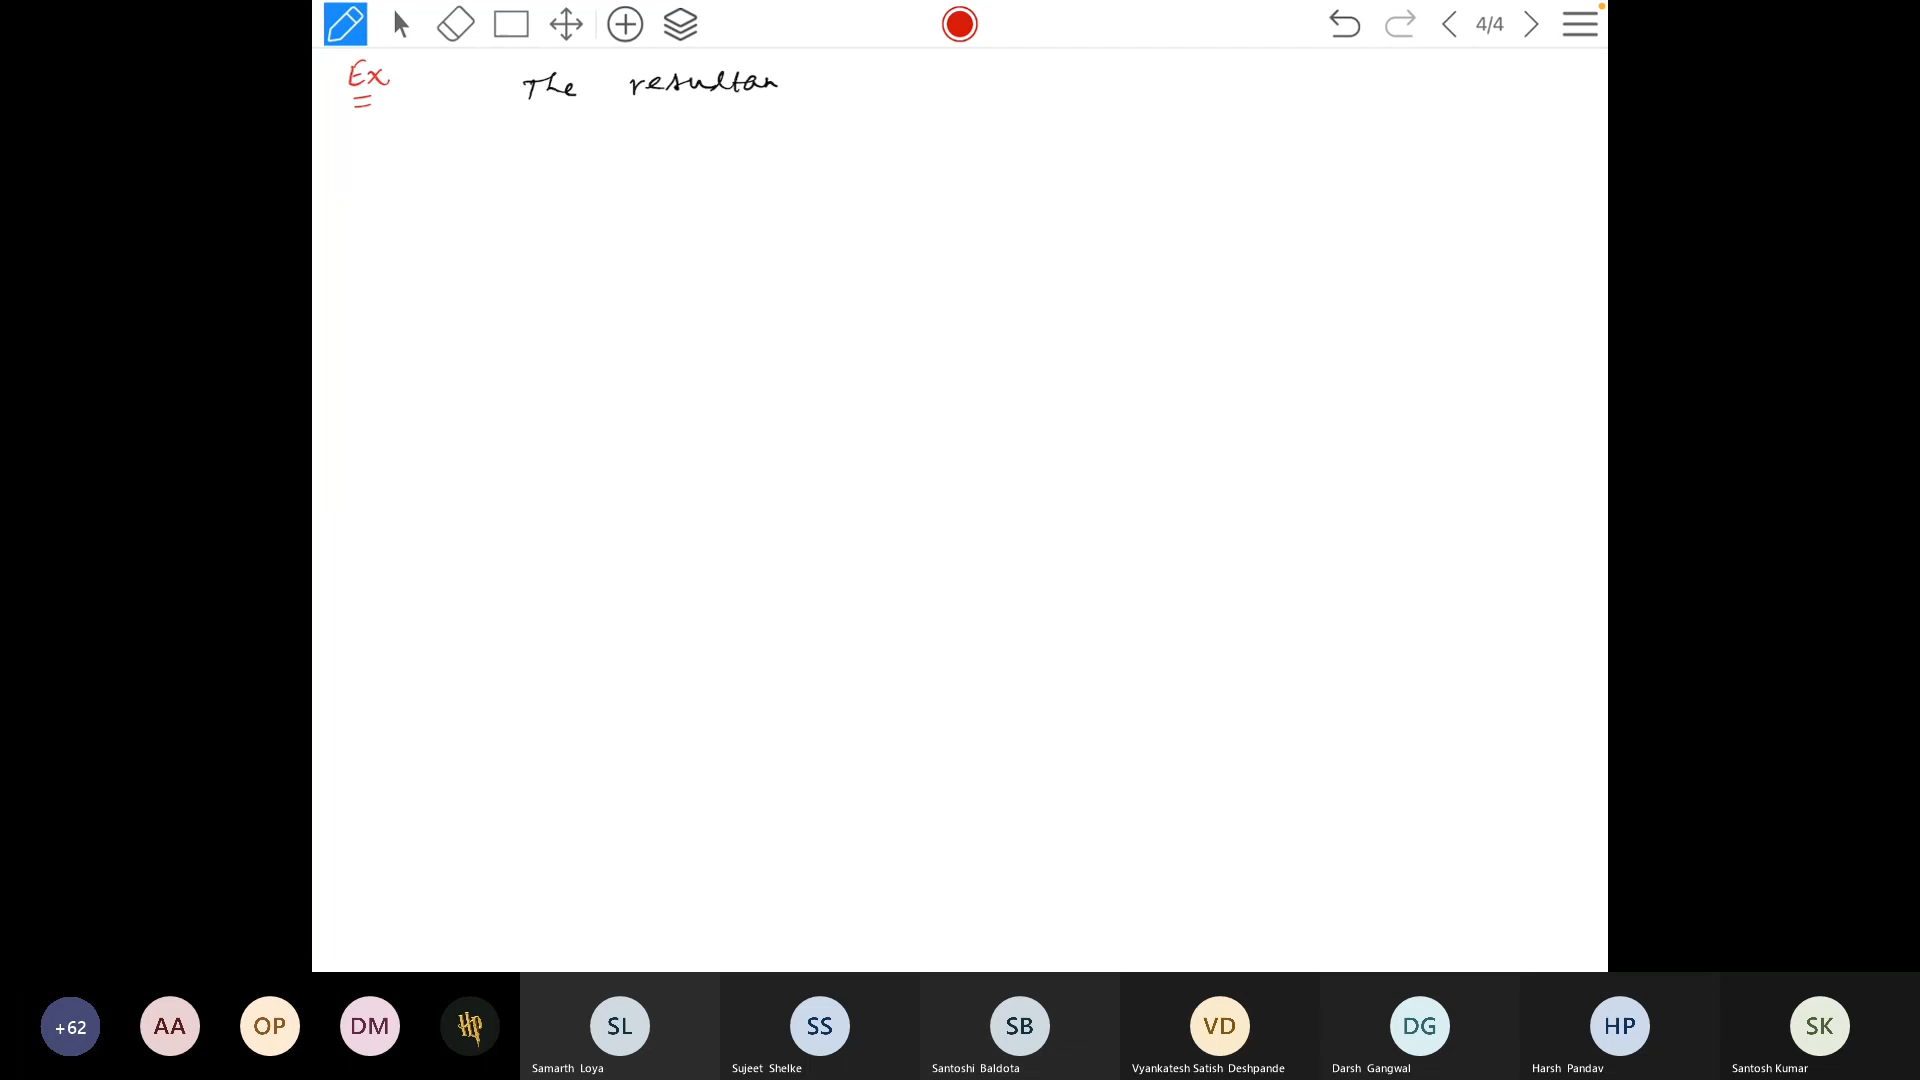 4/4
Ex The resultan
+62 AA OP DM HP SL SS SB VD DG HP SK
Samarth Loya Sujeet Shelke Santoshi Baldota Vyankatesh Satish Deshpande Darsh Gangwal Harsh Pandav Santosh Kumar